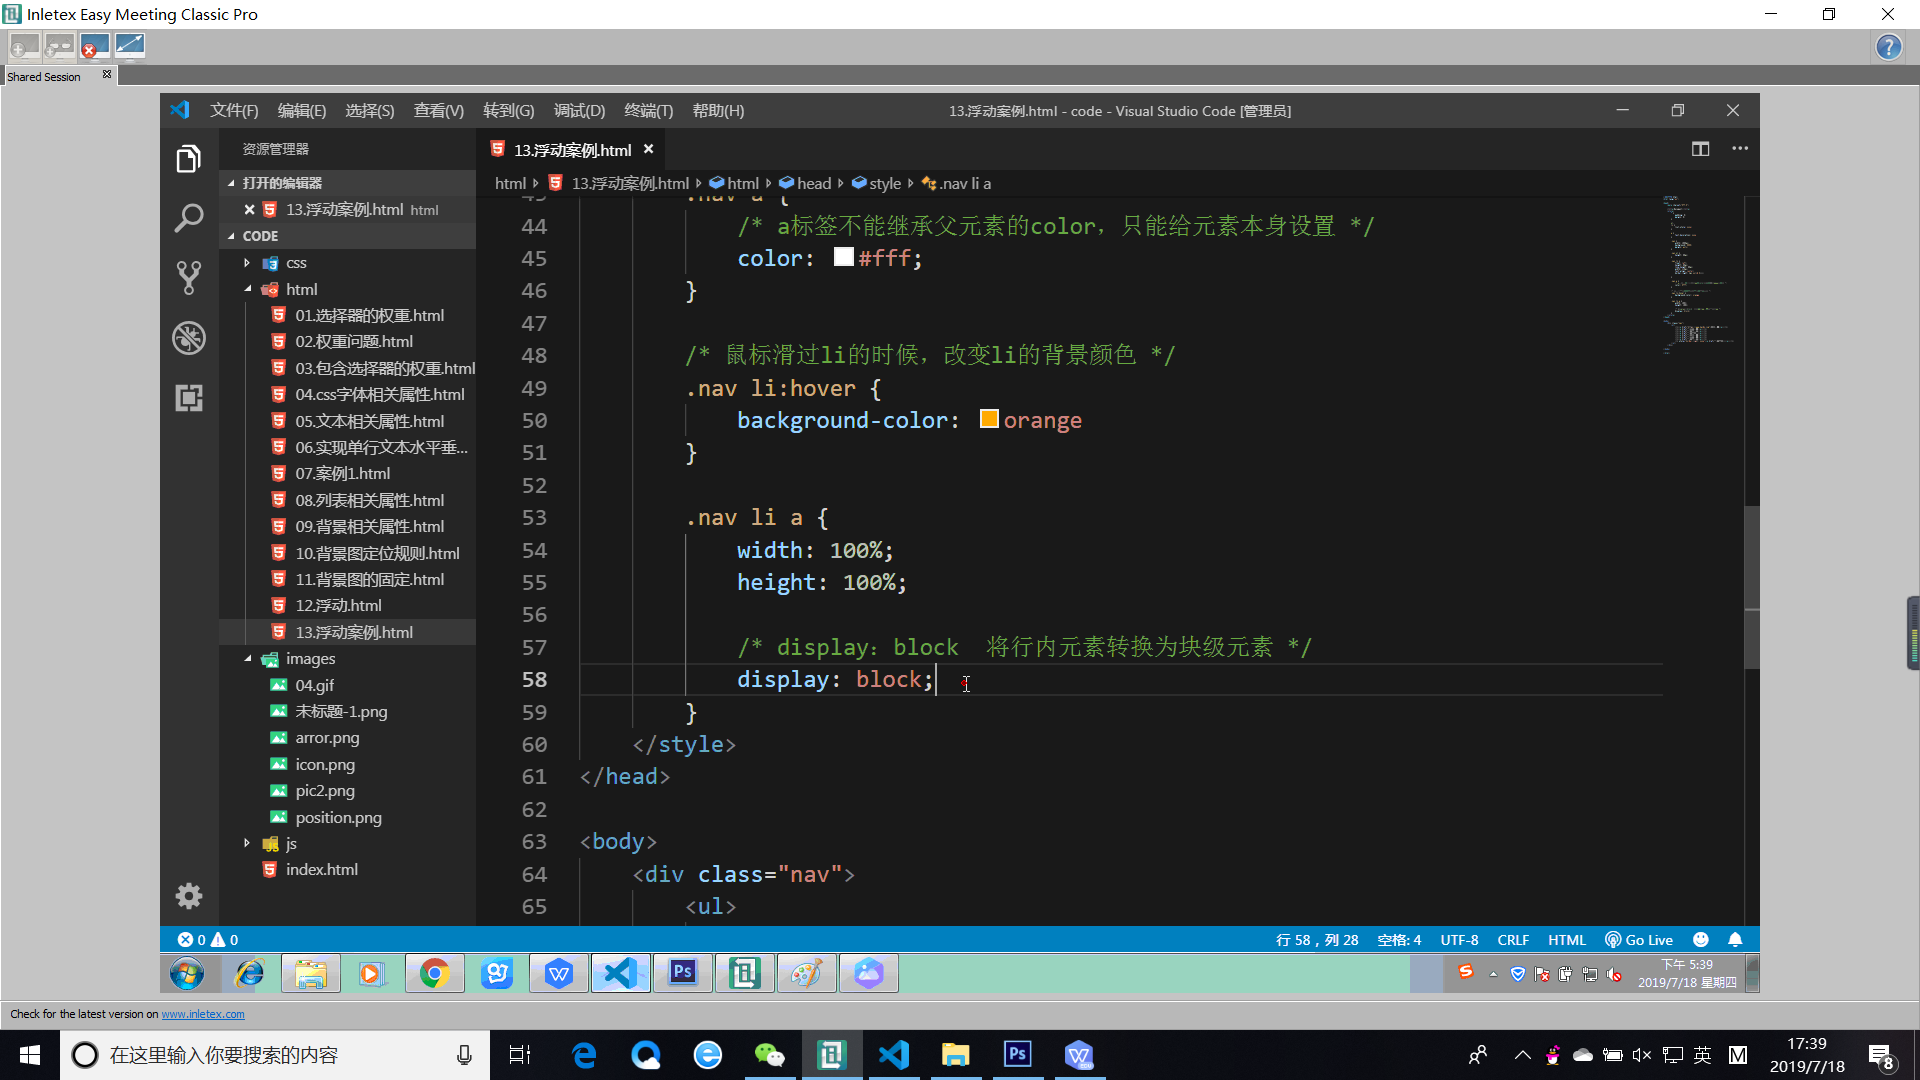 Inletex Easy Meeting Classic Pro
Shared Session
文件(F) 编辑(E) 选择(S) 查看(V) 转到(G) 调试(D) 终端(T) 帮助(H)
13.浮动案例.html - code - Visual Studio Code [管理员]
资源管理器
13.浮动案例.html
打开的编辑器
html 13.浮动案例.html html head style .nav li a
13.浮动案例.html html
CODE
css
html
01.选择器的权重.html
02.权重问题.html
03.包含选择器的权重.html
04.css字体相关属性.html
05.文本相关属性.html
06.实现单行文本水平垂...
07.案例1.html
08.列表相关属性.html
09.背景相关属性.html
10.背景图定位规则.html
11.背景图的固定.html
12.浮动.html
13.浮动案例.html
images
04.gif
未标题-1.png
arror.png
icon.png
pic2.png
position.png
js
index.html
43 .nav a {
44 /* a标签不能继承父元素的color，只能给元素本身设置 */
45 color: #fff;
46 }
47
48 /* 鼠标滑过li的时候，改变li的背景颜色 */
49 .nav li:hover {
50 background-color: orange
51 }
52
53 .nav li a {
54 width: 100%;
55 height: 100%;
56
57 /* display：block 将行内元素转换为块级元素 */
58 display: block;
59 }
60 </style>
61 </head>
62
63 <body>
64 <div class="nav">
65 <ul>
0 0
行 58，列 28 空格: 4 UTF-8 CRLF HTML Go Live
下午 5:39
2019/7/18 星期四
Check for the latest version on www.inletex.com
在这里输入你要搜索的内容
英 M
17:39
2019/7/18
8